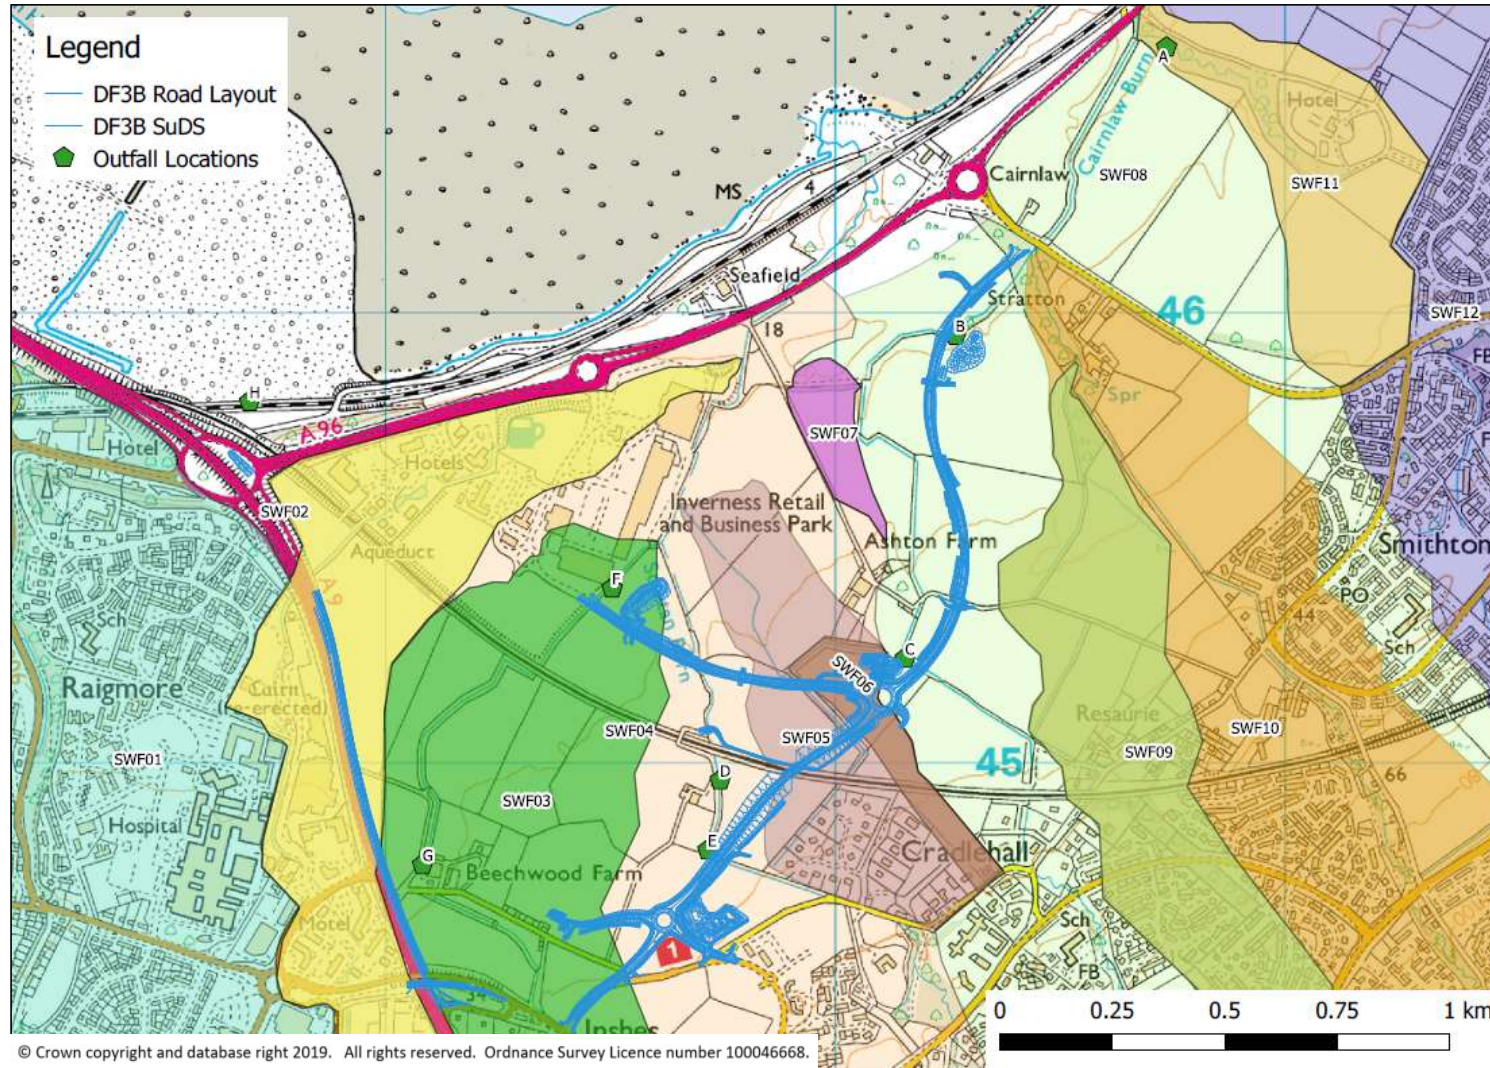 Legend
DF3B Road Layout
DF3B SuDS
Outfall Locations
A
Hotel
Cairnlaw Burn
MS
4
Cairnlaw
SWF08
SWF11
Seafield
Stratton
46
SWF12
18
B
FB
H
A 96
Spr
Hotel
Hotels
SWF07
SWF02
Inverness Retail
and Business Park
Aqueduct
Ashton Farm
Smithton
A9
F
PO
Sch
44
Sch
C
SWF06
Raigmore
Cairn
(re-erected)
Resaurie
SWF04
SWF05
SWF10
SWF01
45
SWF09
66
D
SWF03
Hospital
E
G
Cradlehall
Beechwood Farm
Motel
Sch
1
FB
34
Inshes
0 0.25 0.5 0.75 1 km
© Crown copyright and database right 2019. All rights reserved. Ordnance Survey Licence number 100046668.